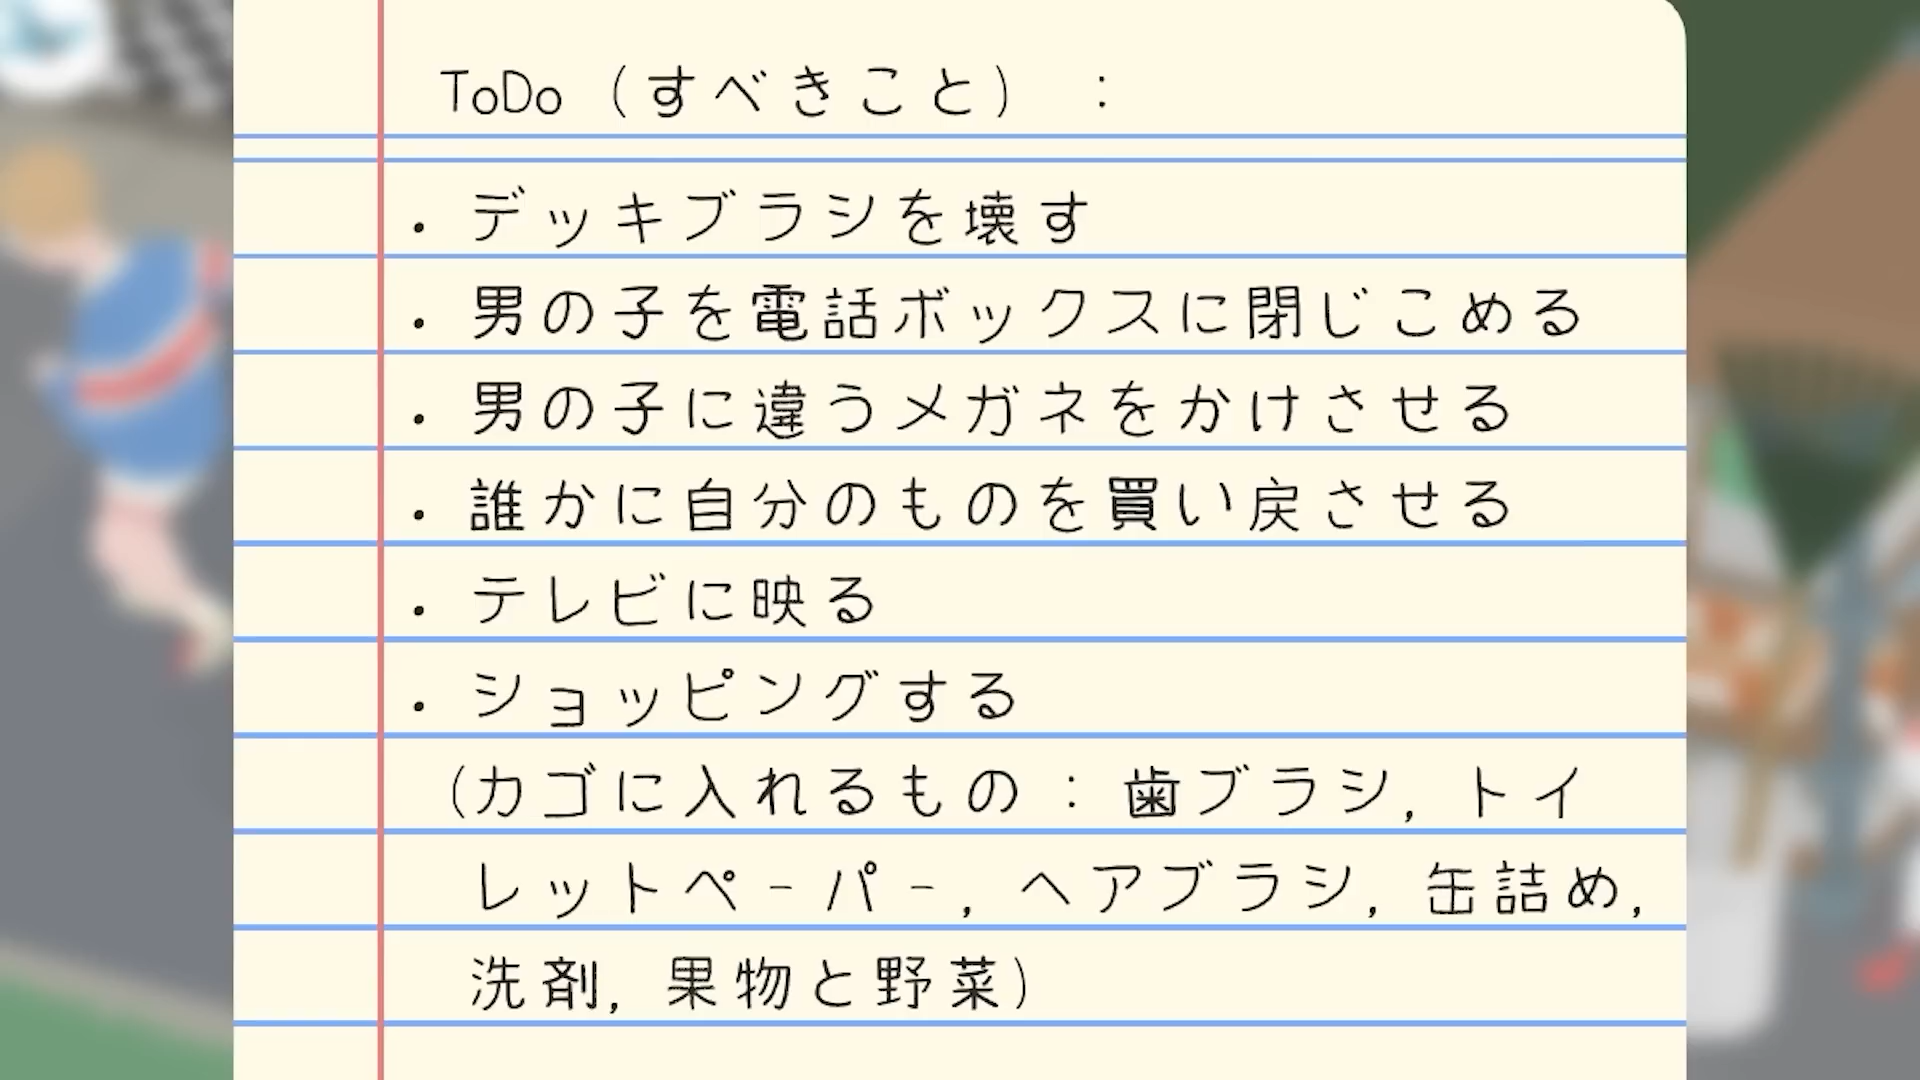 ToDo（すべきこと）：
・デッキブラシを壊す
・男の子を電話ボックスに閉じこめる
・男の子に違うメガネをかけさせる
・誰かに自分のものを買い戻させる
・テレビに映る
・ショッピングする
(カゴに入れるもの：歯ブラシ, トイ
レットペーパー, ヘアブラシ, 缶詰め,
洗剤, 果物と野菜)